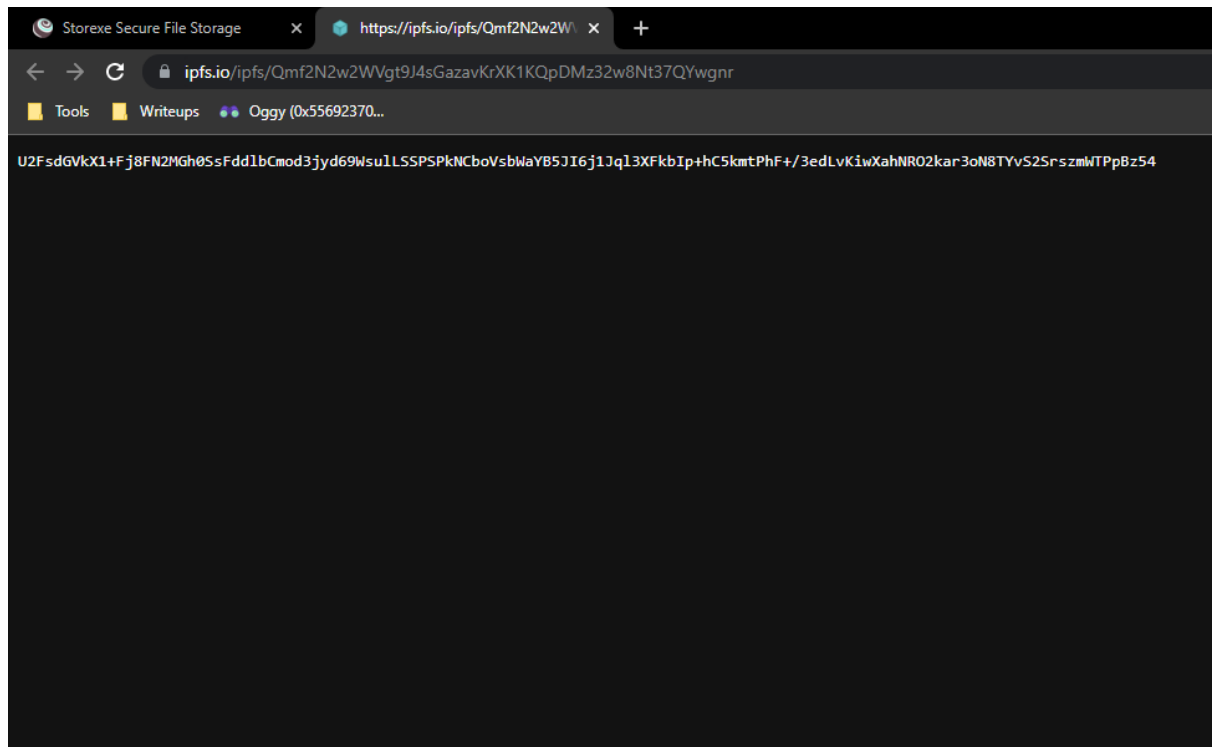 Storexe Secure File Storage
https://ipfs.io/ipfs/Qmf2N2w2W
ipfs.io/ipfs/Qmf2N2w2WVgt9J4sGazavKrXK1KQpDMz32w8Nt37QYwgnr
Tools Writeups Oggy (0x55692370...
U2FsdGVkX1+Fj8FN2MGh0SsFddlbCmod3jyd69WsulLSSPSPkNCboVsbWaYB5JI6j1Jql3XFkbIp+hC5kmtPhF+/3edLvKiwXahNRO2kar3oN8TYvS2SrszmWTPpBz54